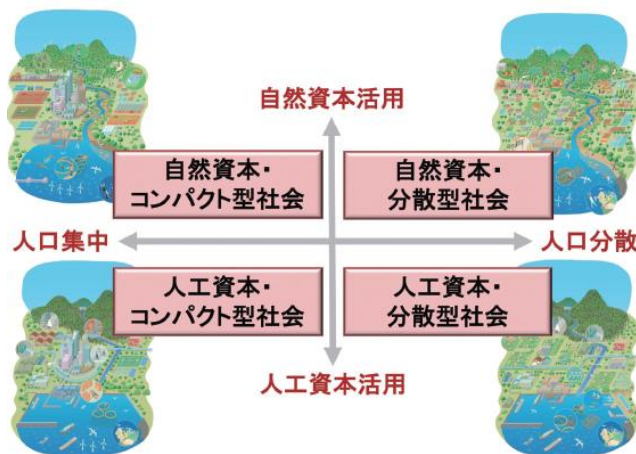 自然資本活用
自然資本・
コンパクト型社会
自然資本・
分散型社会
人口集中
人口分散
人工資本・
コンパクト型社会
人工資本・
分散型社会
人工資本活用